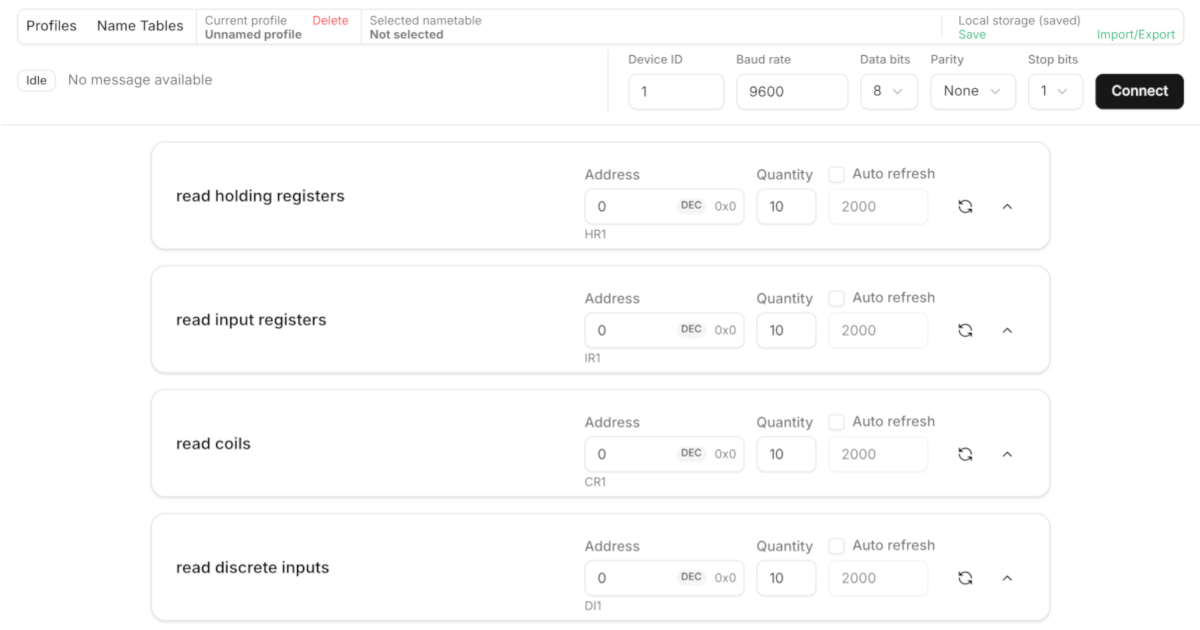 Profiles Name Tables Current profile Delete Selected nametable Local storage (saved)
Unnamed profile Not selected Save Import/Export
Device ID Baud rate Data bits Parity Stop bits
Idle No message available 1 9600 8 None 1 Connect
Address Quantity Auto refresh
read holding registers 0 DEC 0x0 10 2000
HR1
Address Quantity Auto refresh
read input registers 0 DEC 0x0 10 2000
IR1
Address Quantity Auto refresh
read coils 0 DEC 0x0 10 2000
CR1
Address Quantity Auto refresh
read discrete inputs 0 DEC 0x0 10 2000
DI1